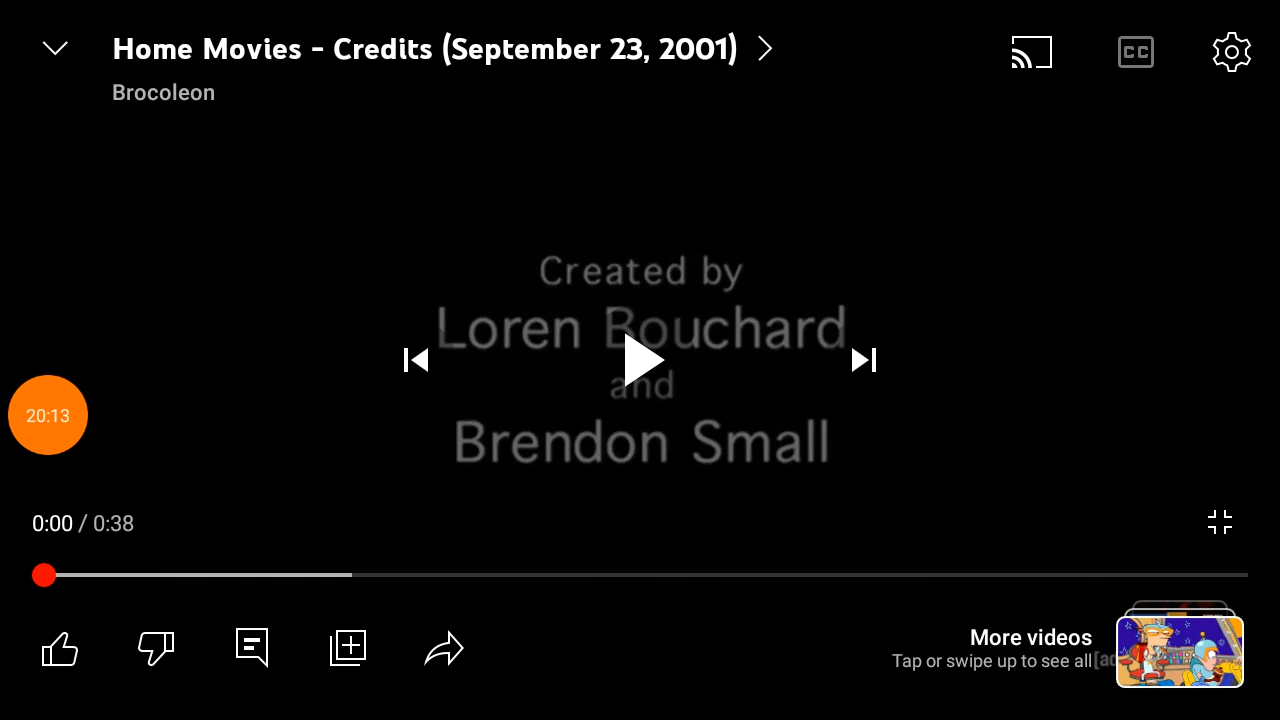 Home Movies - Credits (September 23, 2001)
Brocoleon
CC
Created by
Loren Bouchard
and
Brendon Small
20:13
0:00 / 0:38
More videos
Tap or swipe up to see all